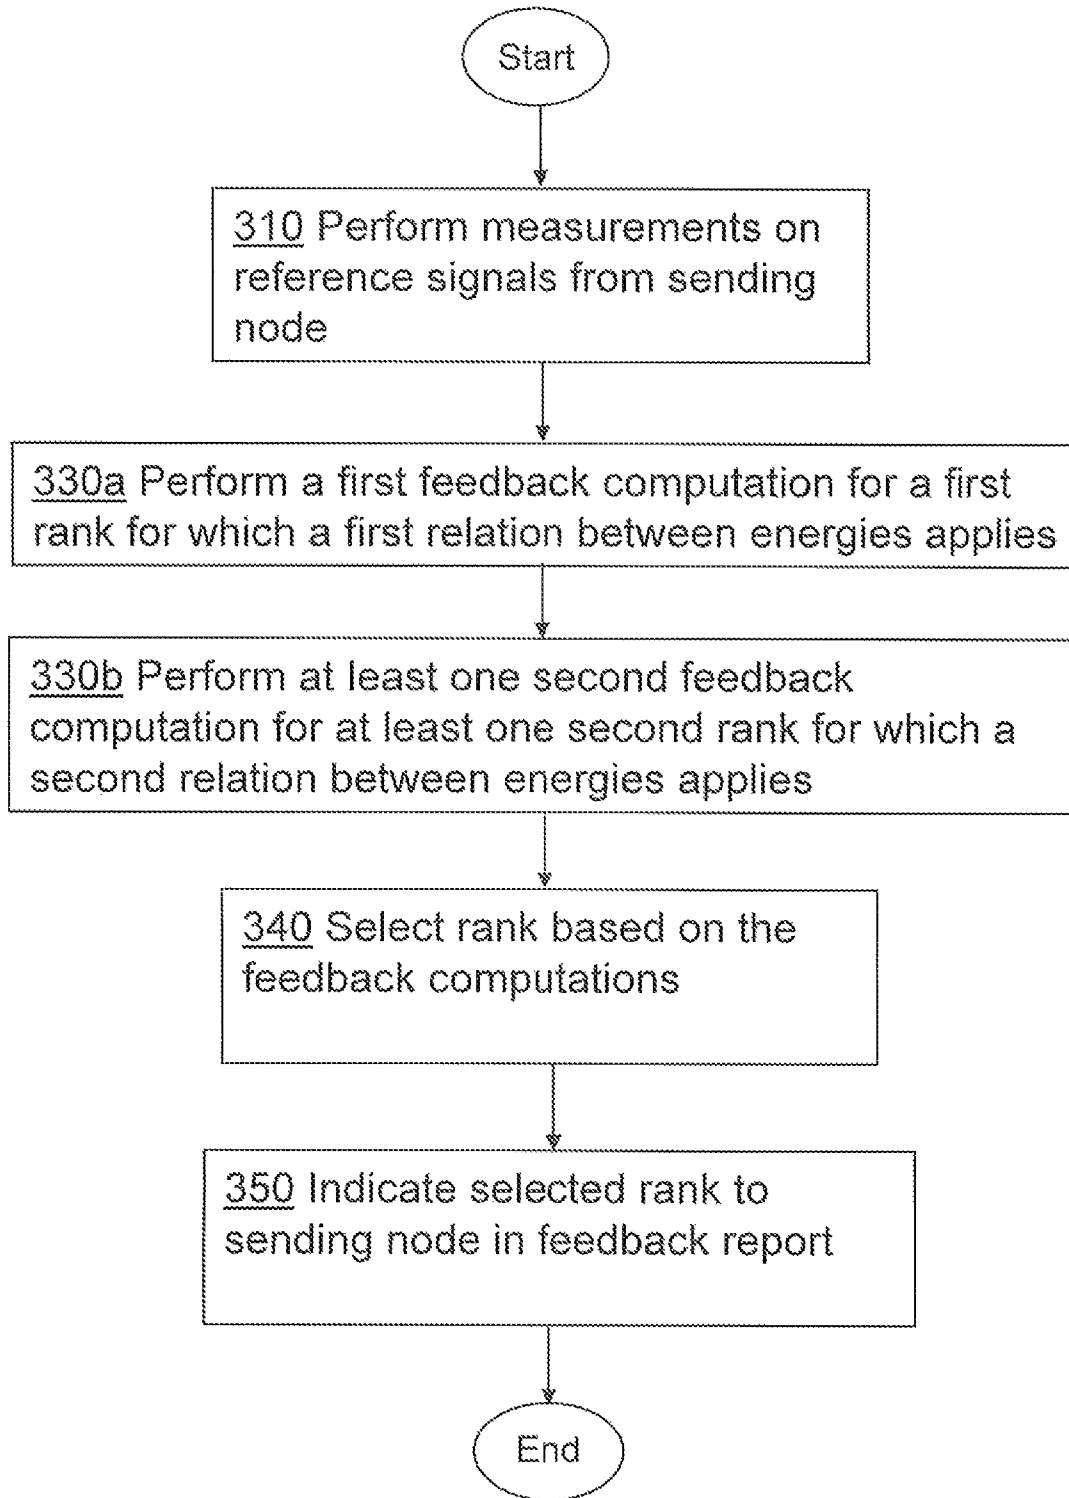 Start
310 Perform measurements on
reference signals from sending
node
330a Perform a first feedback computation for a first
rank for which a first relation between energies applies
330b Perform at least one second feedback
computation for at least one second rank for which a
second relation between energies applies
340 Select rank based on the
feedback computations
350 Indicate selected rank to
sending node in feedback report
End